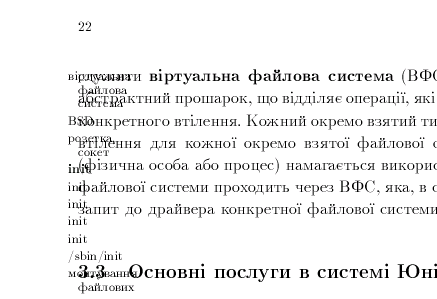 22
віртуальна
файлова
система
віртуальна файлова система (ВФС
абстрактний прошарок, що відділяє операції, які
BSD
конкретного втілення. Кожний окремо взятий ти
розетка,
втілення для кожної окремо взятої файлової с
сокет
(фізична особа або процес) намагається викорис
init
файлової системи проходить через ВФС, яка, в с
init
init
запит до драйвера конкретної файлової системи
init
init
/sbin/init
3.3 Основні послуги в системі Юні
монтування
файлових